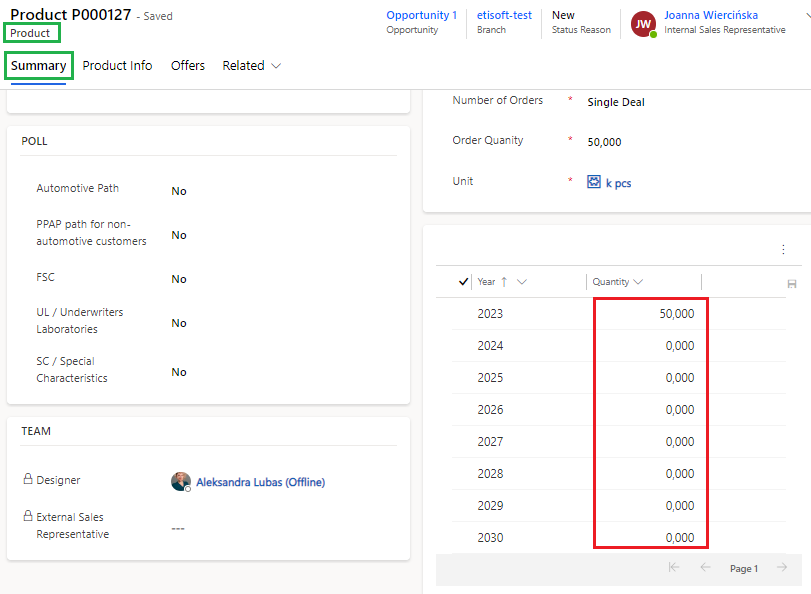 Product P000127 - Saved
Product
Opportunity 1
Opportunity
etisoft-test
Branch
New
Status Reason
JW
Joanna Wiercińska
Internal Sales Representative
Summary
Product Info
Offers
Related
POLL
Automotive Path
No
PPAP path for non-
automotive customers
No
FSC
No
UL / Underwriters
Laboratories
No
SC / Special
Characteristics
No
TEAM
Designer
Aleksandra Lubas (Offline)
External Sales
Representative
---
Number of Orders * Single Deal
Order Quanity * 50,000
Unit * k pcs
Year Quantity
2023 50,000
2024 0,000
2025 0,000
2026 0,000
2027 0,000
2028 0,000
2029 0,000
2030 0,000
Page 1